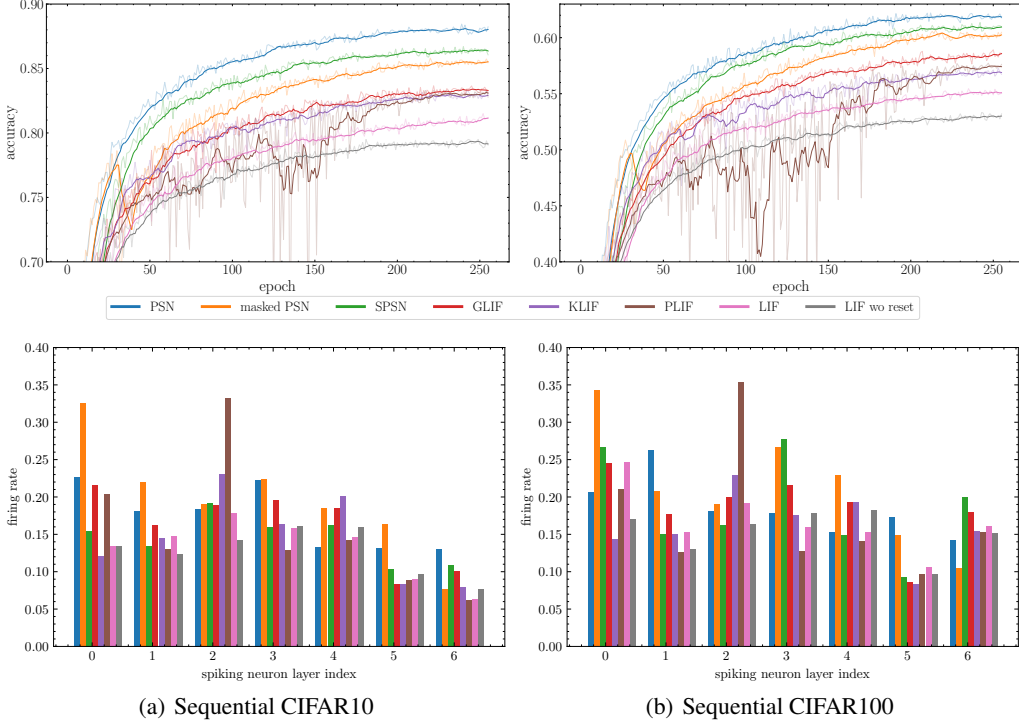 0.90
0.85
0.80
0.75
0.70
accuracy
0 50 100 150 200 250
epoch
0.60
0.55
0.50
0.45
0.40
accuracy
0 50 100 150 200 250
epoch
PSN masked PSN SPSN GLIF KLIF PLIF LIF LIF wo reset
0.40
0.35
0.30
0.25
0.20
0.15
0.10
0.05
0.00
firing rate
0 1 2 3 4 5 6
spiking neuron layer index
0.40
0.35
0.30
0.25
0.20
0.15
0.10
0.05
0.00
firing rate
0 1 2 3 4 5 6
spiking neuron layer index
(a) Sequential CIFAR10
(b) Sequential CIFAR100